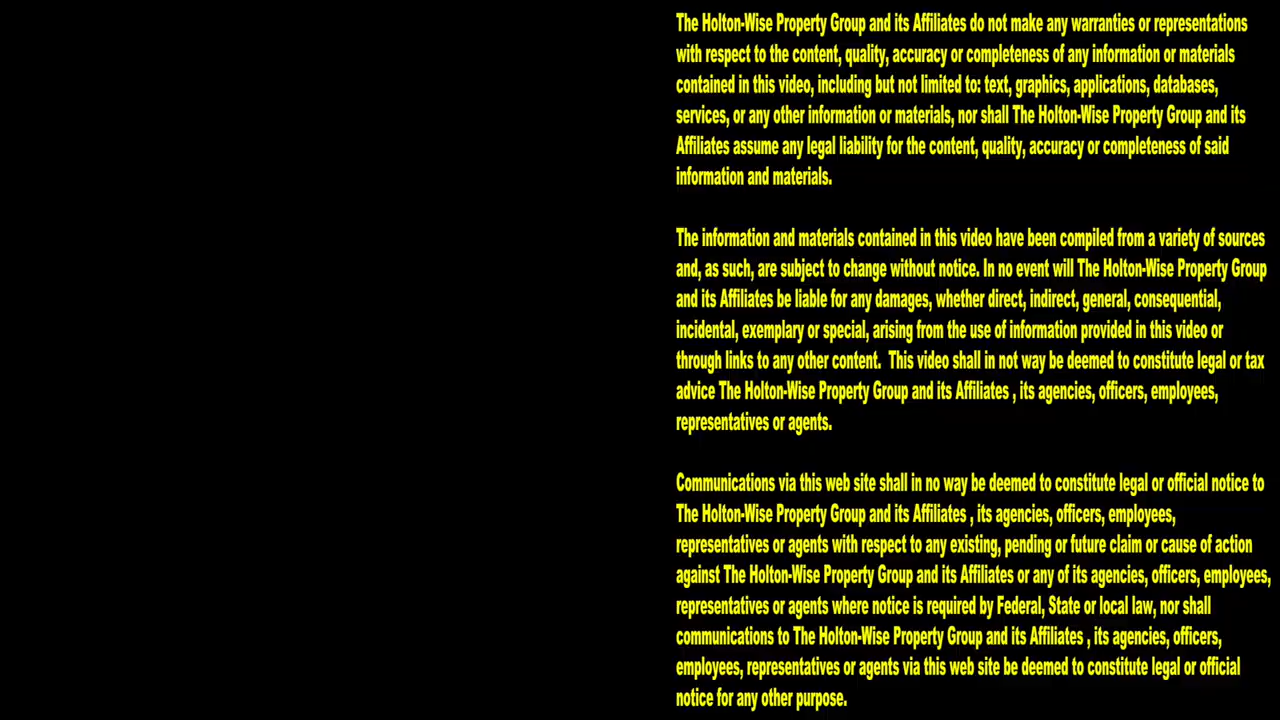 The Holton-Wise Property Group and its Affiliates do not make any warranties or representations
with respect to the content, quality, accuracy or completeness of any information or materials
contained in this video, including but not limited to: text, graphics, applications, databases,
services, or any other information or materials, nor shall The Holton-Wise Property Group and its
Affiliates assume any legal liability for the content, quality, accuracy or completeness of said
information and materials.
The information and materials contained in this video have been compiled from a variety of sources
and, as such, are subject to change without notice. In no event will The Holton-Wise Property Group
and its Affiliates be liable for any damages, whether direct, indirect, general, consequential,
incidental, exemplary or special, arising from the use of information provided in this video or
through links to any other content.  This video shall in not way be deemed to constitute legal or tax
advice The Holton-Wise Property Group and its Affiliates , its agencies, officers, employees,
representatives or agents.
Communications via this web site shall in no way be deemed to constitute legal or official notice to
The Holton-Wise Property Group and its Affiliates , its agencies, officers, employees,
representatives or agents with respect to any existing, pending or future claim or cause of action
against The Holton-Wise Property Group and its Affiliates or any of its agencies, officers, employees,
representatives or agents where notice is required by Federal, State or local law, nor shall
communications to The Holton-Wise Property Group and its Affiliates , its agencies, officers,
employees, representatives or agents via this web site be deemed to constitute legal or official
notice for any other purpose.